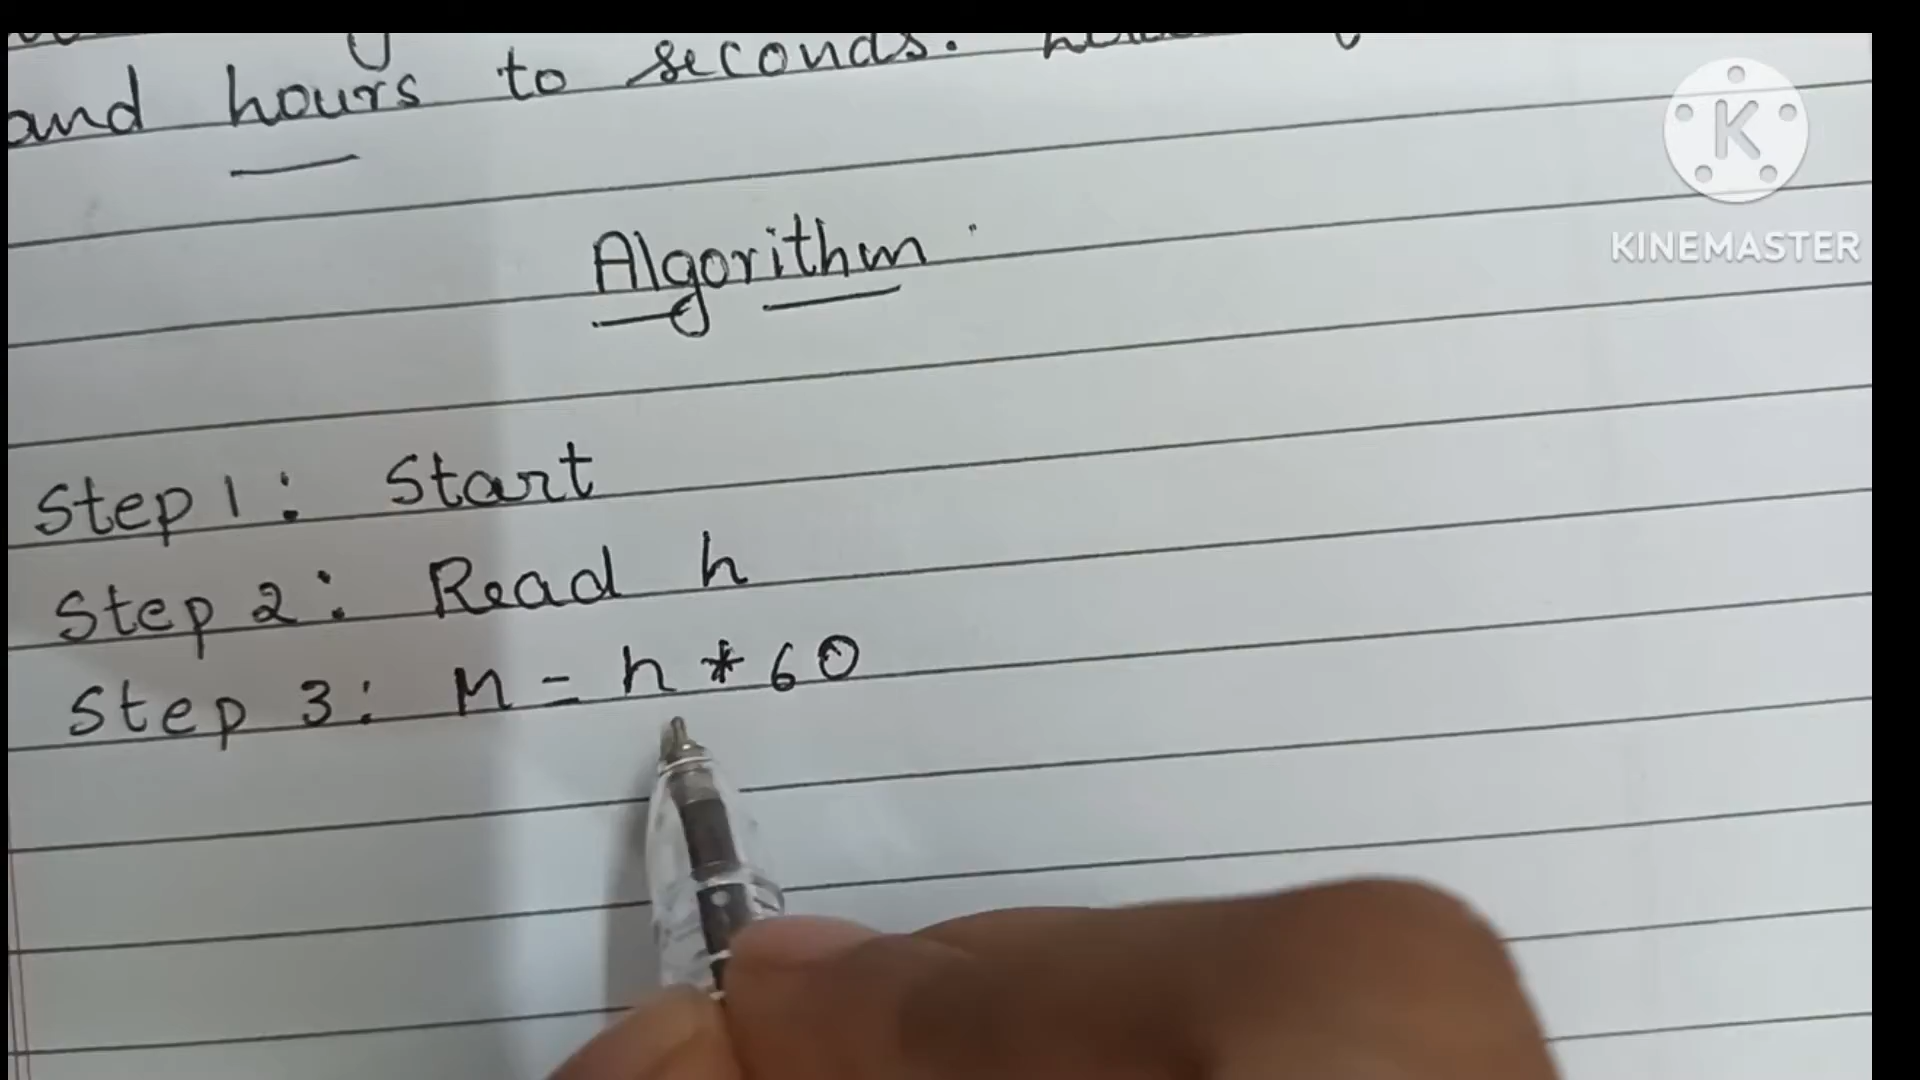 and hours to seconds.
K
KINEMASTER
Algorithm
Step 1: Start
Step 2: Read h
Step 3: M = h * 60